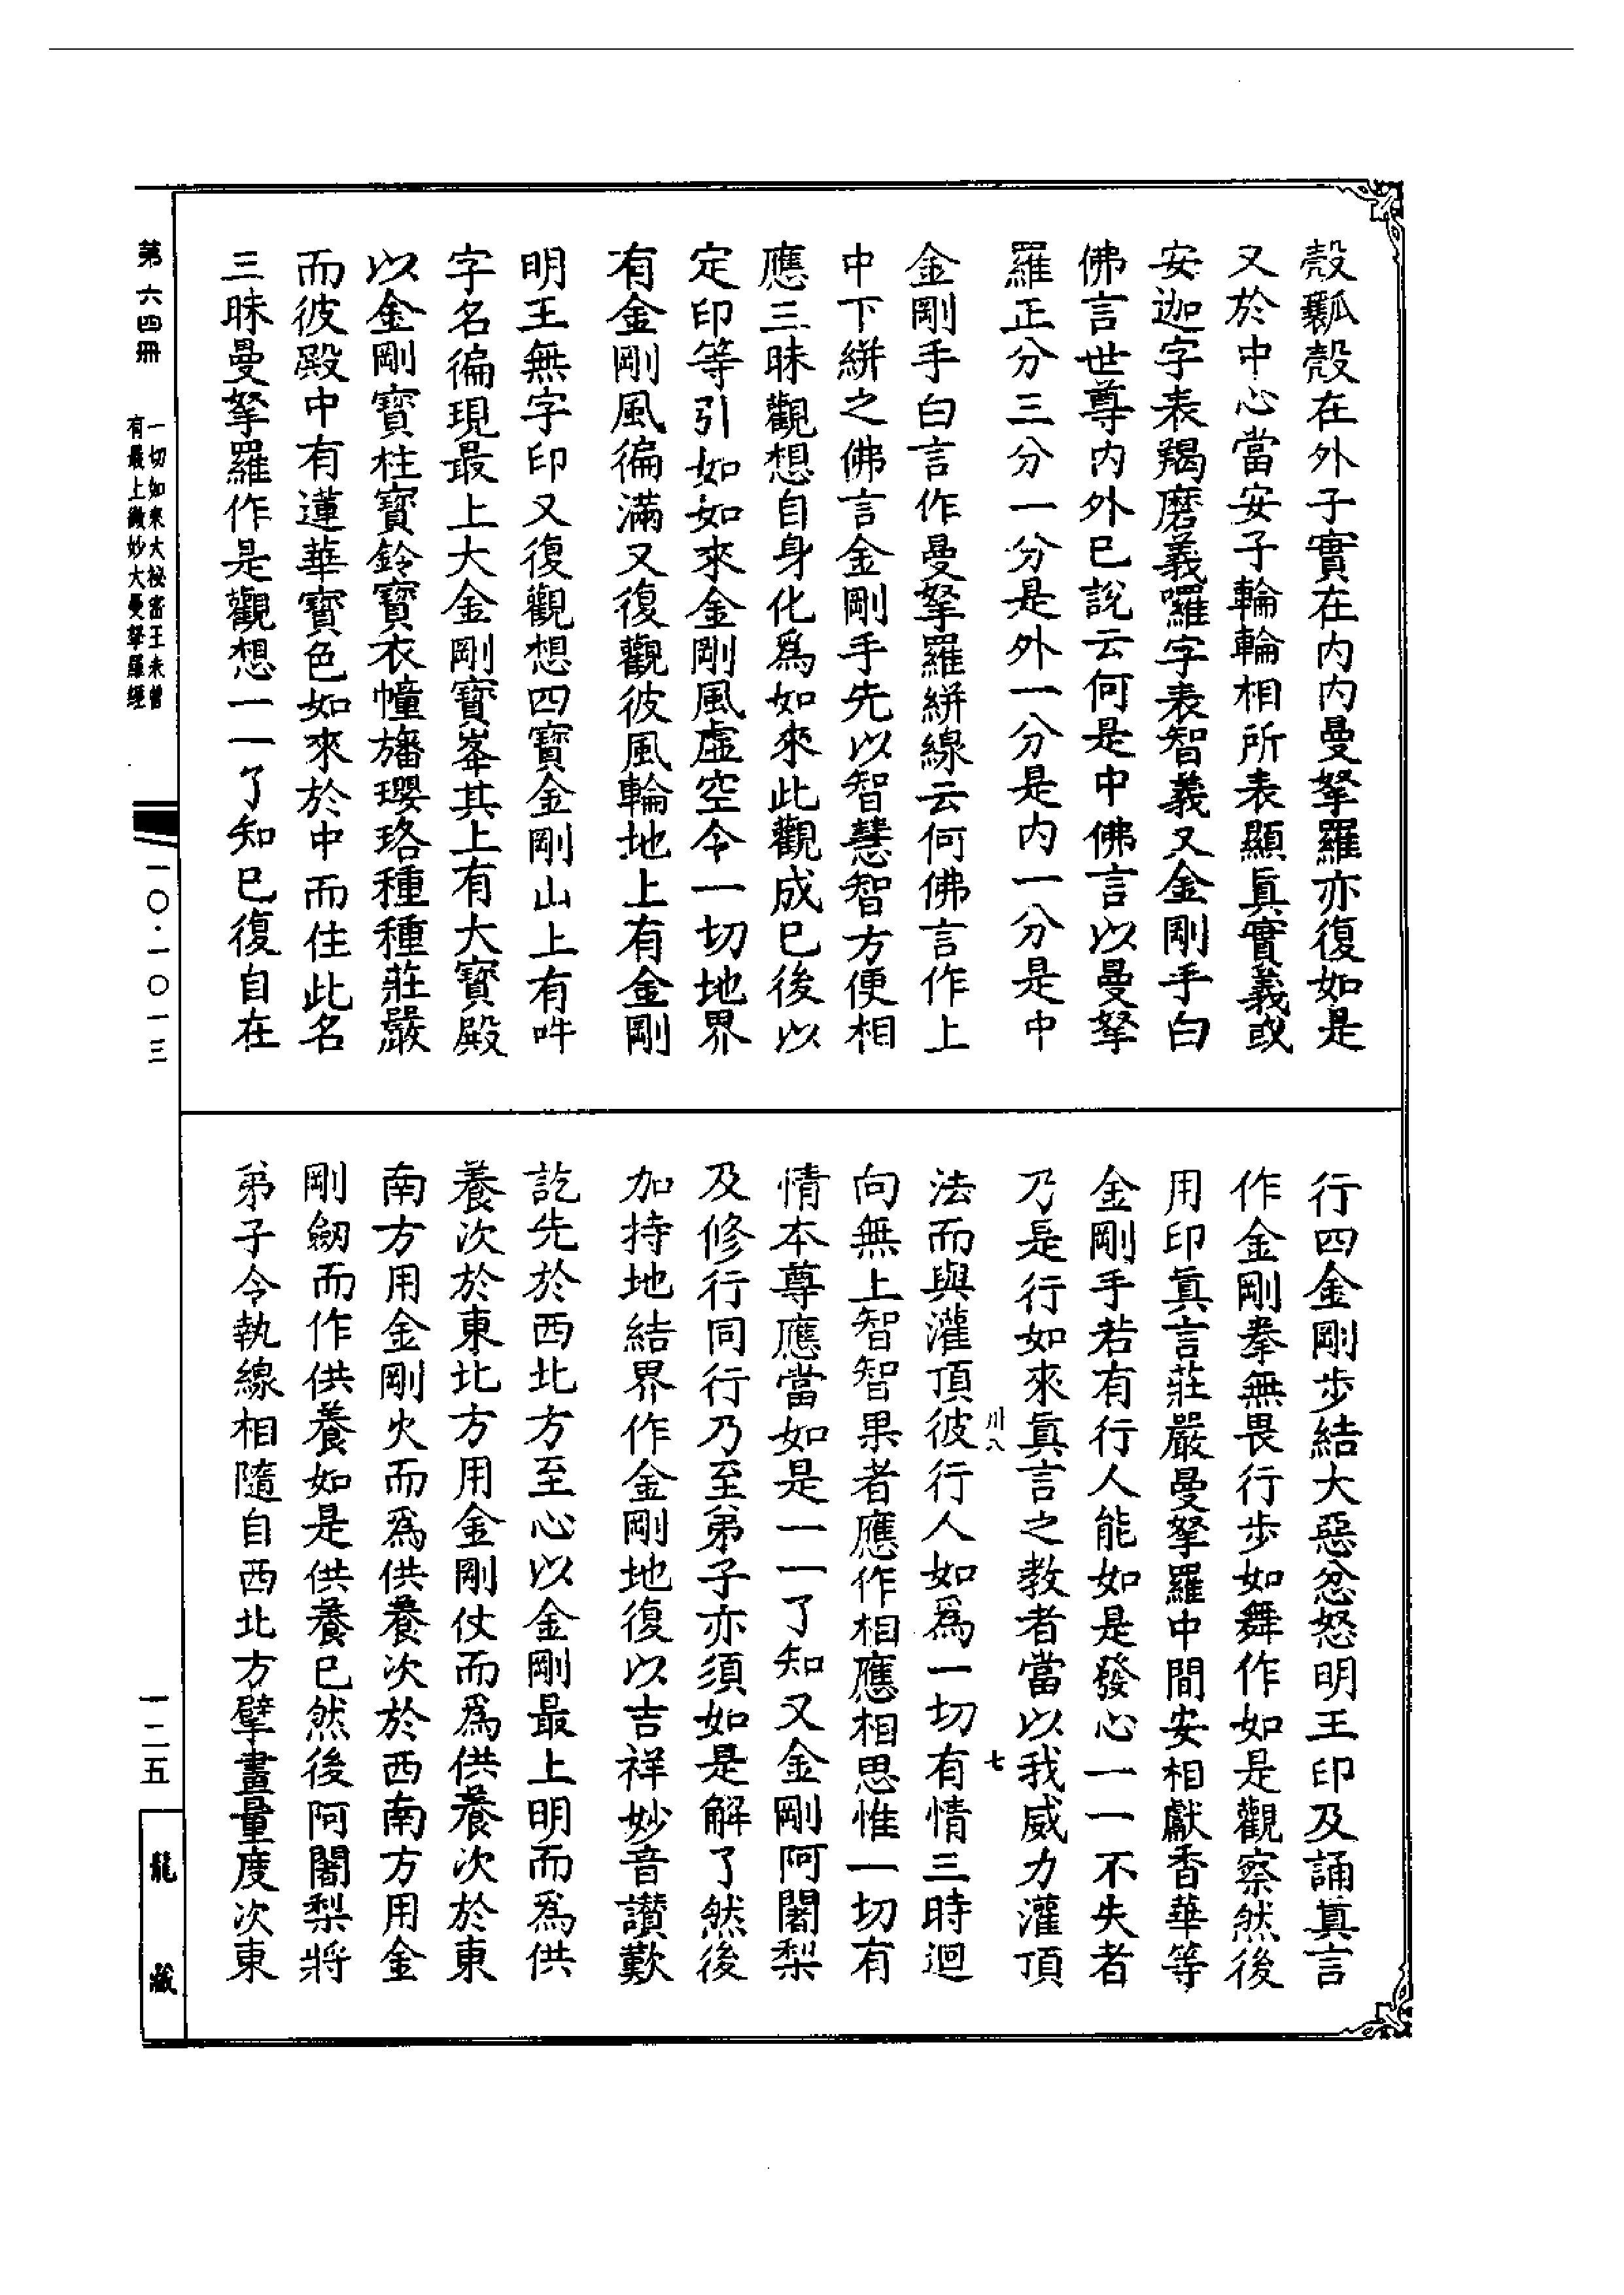 殼瓤殼在外子實在内内曼拏羅亦復如是
又於中心當安子輪輪相所表顯眞實義或
安迦字表羯磨義囉字表智義又金剛手白
佛言世尊内外已說云何是中佛言以曼拏
羅正分三分一分是外一分是内一分是中
金剛手白言作曼拏羅絣線云何佛言作上
中下絣之佛言金剛手先以智慧智方便相
應三昧觀想自身化爲如來此觀成已後以
定印等引如如來金剛風虛空令一切地界
有金剛風徧滿又復觀彼風輪地上有金剛
明王無字印又復觀想四寶金剛山上有吽
字名徧現最上大金剛寶峯其上有大寶殿
以金剛寶柱寶鈴寶衣幢旛瓔珞種種莊嚴
而彼殿中有蓮華寶色如來於中而住此名
三昧曼拏羅作是觀想一一了知已復自在
行四金剛步結大惡忿怒明王印及誦眞言
作金剛拳無畏行步如舞作如是觀察然後
用印眞言莊嚴曼拏羅中間安相獻香華等
金剛手若有行人能如是發心一一不失者
乃是行如來眞言之教者當以我威力灌頂
卅八 七
法而與灌頂彼行人如爲一切有情三時迴
向無上智智果者應作相應相思惟一切有
情本尊應當如是一一了知又金剛阿闍梨
及修行同行乃至弟子亦須如是解了然後
加持地結界作金剛地復以吉祥妙音讚歎
訖先於西北方至心以金剛最上明而爲供
養次於東北方用金剛仗而爲供養次於東
南方用金剛火而爲供養次於西南方用金
剛劒而作供養如是供養已然後阿闍梨將
弟子令執線相隨自西北方擘畫量度次東
第六四冊
一切如來大祕密王未曾
有最上微妙大曼拏羅經
一〇·一〇一三
一二五
龍藏